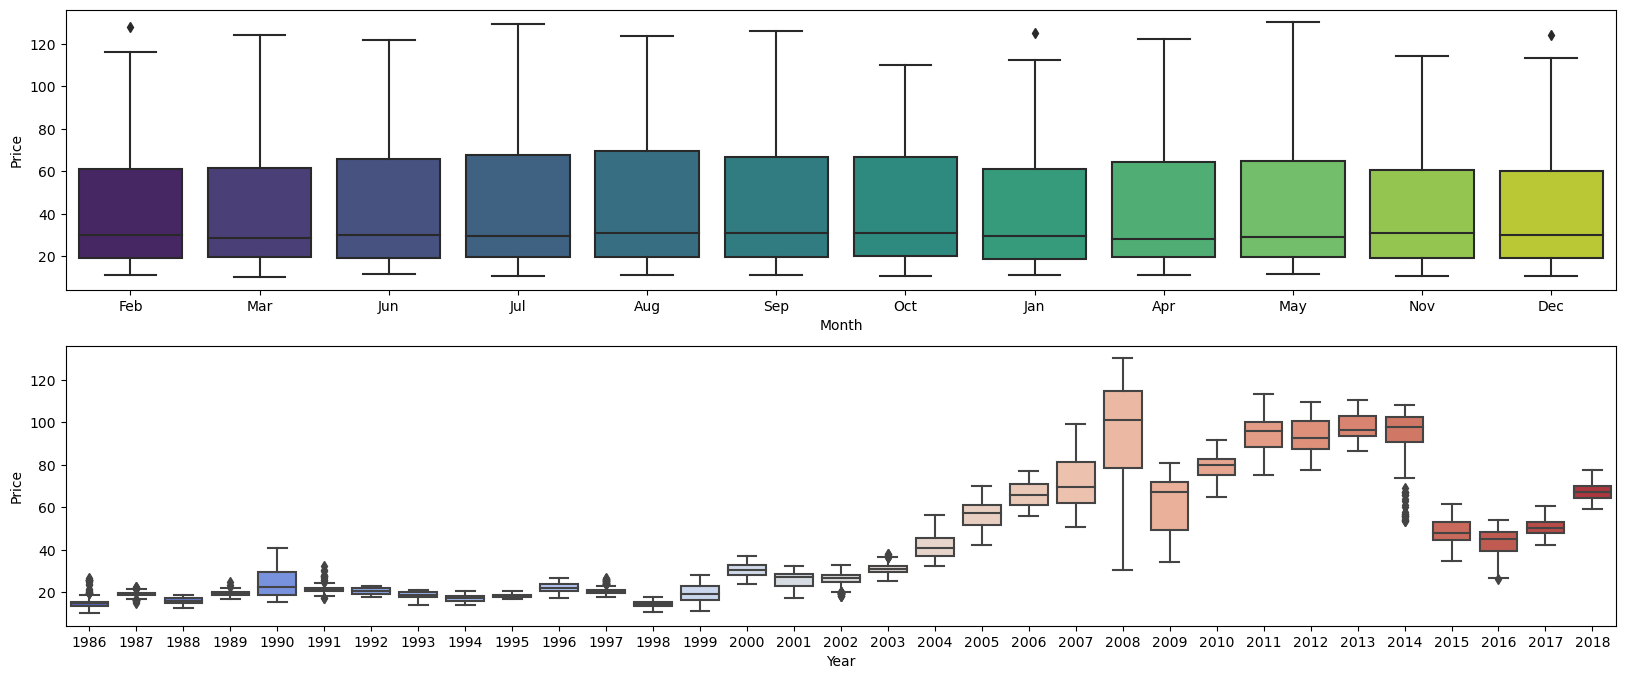 120
100
80
60
40
20
Price
Feb Mar Jun Jul Aug Sep Oct Jan Apr May Nov Dec
Month
120
100
80
60
40
20
Price
1986 1987 1988 1989 1990 1991 1992 1993 1994 1995 1996 1997 1998 1999 2000 2001 2002 2003 2004 2005 2006 2007 2008 2009 2010 2011 2012 2013 2014 2015 2016 2017 2018
Year